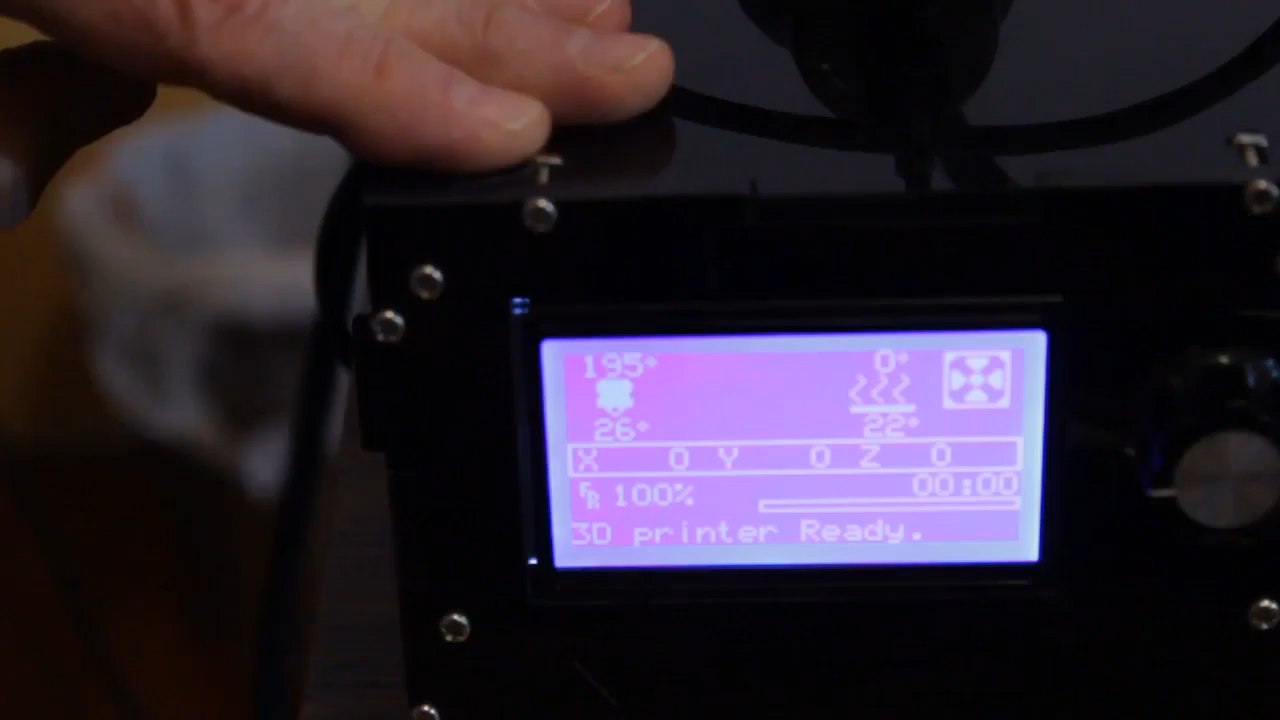 195° 0°
26° 22°
X 0 Y 0 Z 0
00:00
FR 100%
3D printer Ready.